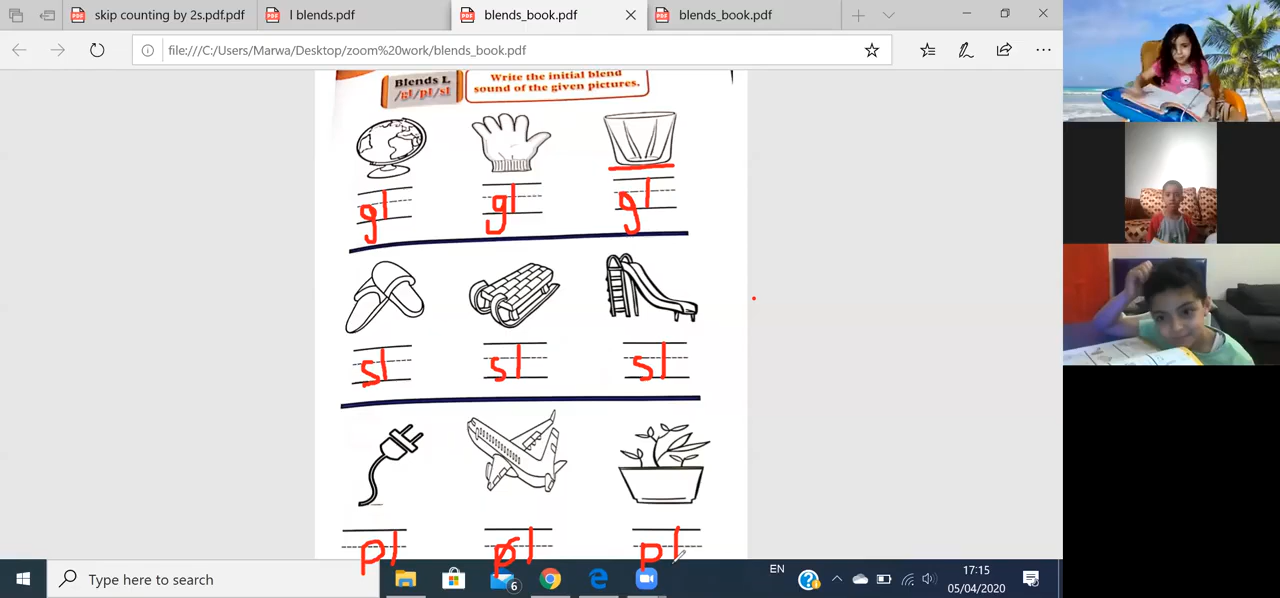 skip counting by 2s.pdf.pdf
l blends.pdf
blends_book.pdf
blends_book.pdf
file:///C:/Users/Marwa/Desktop/zoom%20work/blends_book.pdf
Blends L
/gl/pl/sl
Write the initial blend
sound of the given pictures.
gl gl gl
sl sl sl
pl pl pl
Type here to search
6
EN
17:15
05/04/2020